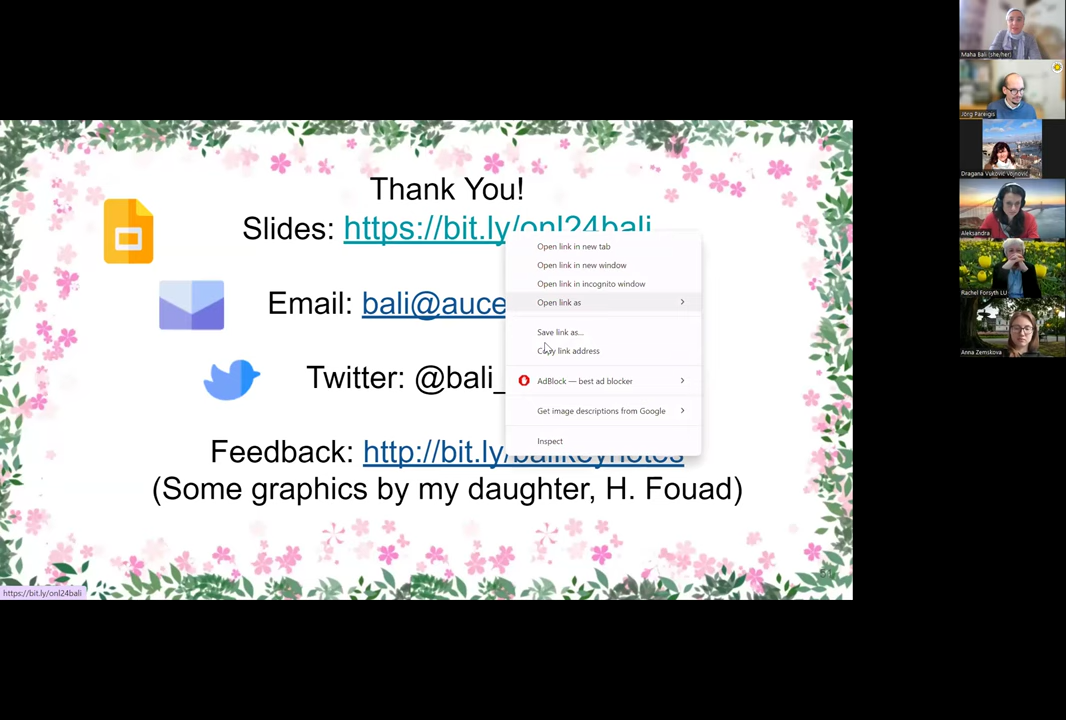 Thank You!
Slides: https://bit.ly/onl24bali
Email: bali@auce
Twitter: @bali_
Feedback: http://bit.ly/balikeynotes
(Some graphics by my daughter, H. Fouad)
Open link in new tab
Open link in new window
Open link in incognito window
Open link as
Save link as...
Copy link address
AdBlock — best ad blocker
Get image descriptions from Google
Inspect
https://bit.ly/onl24bali
Maha Bali (she/her)
Jörg Pareigis
Dragana Vuković Vojnović
Aleksandra
Rachel Forsyth LU
Anna Zemskova